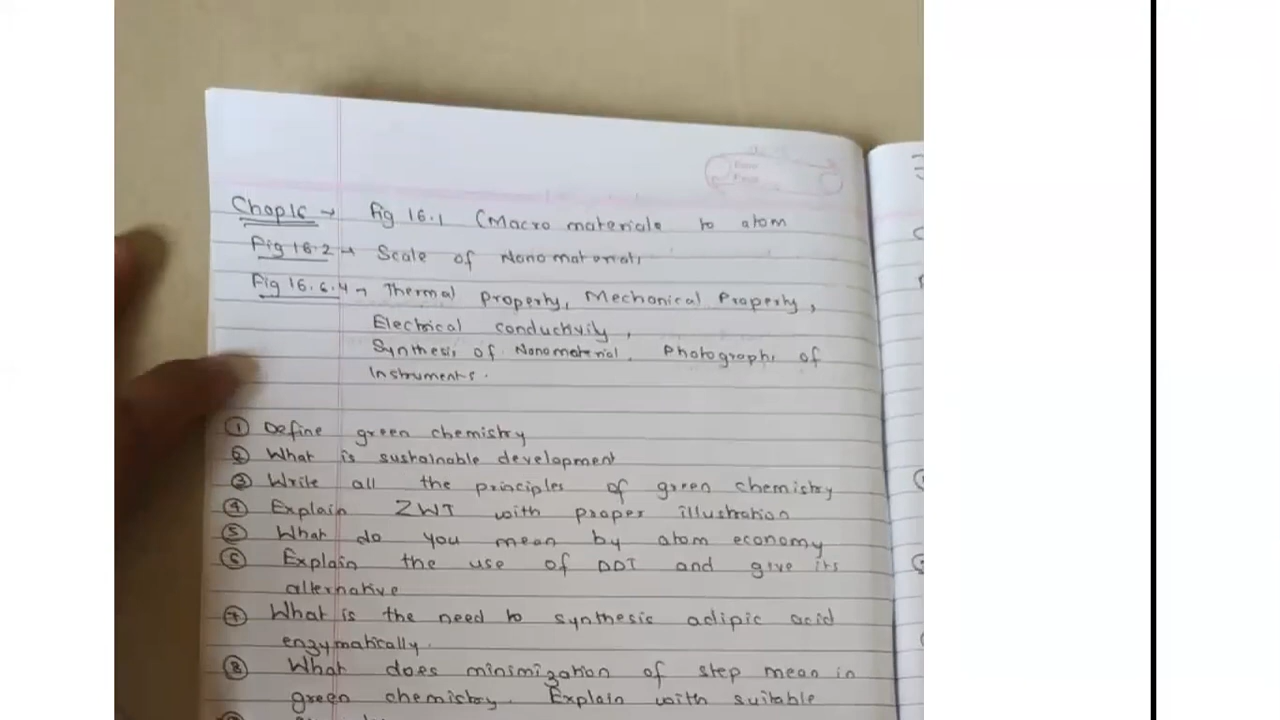 Chap16 → Fig 16.1 (Macro materials to atom
Fig 16.2 → Scale of Nanomaterials
Fig 16.6.4 → Thermal Property, Mechanical Property,
Electrical conductivity,
Synthesis of Nanomaterial, Photographs of
Instruments.
① Define green chemistry
② What is sustainable development
③ Write all the principles of green chemistry
④ Explain ZWT with proper illustration
⑤ What do you mean by atom economy
⑥ Explain the use of DDT and give its
alternative
⑦ What is the need to synthesis adipic acid
enzymatically.
⑧ What does minimization of step mean in
green chemistry. Explain with suitable